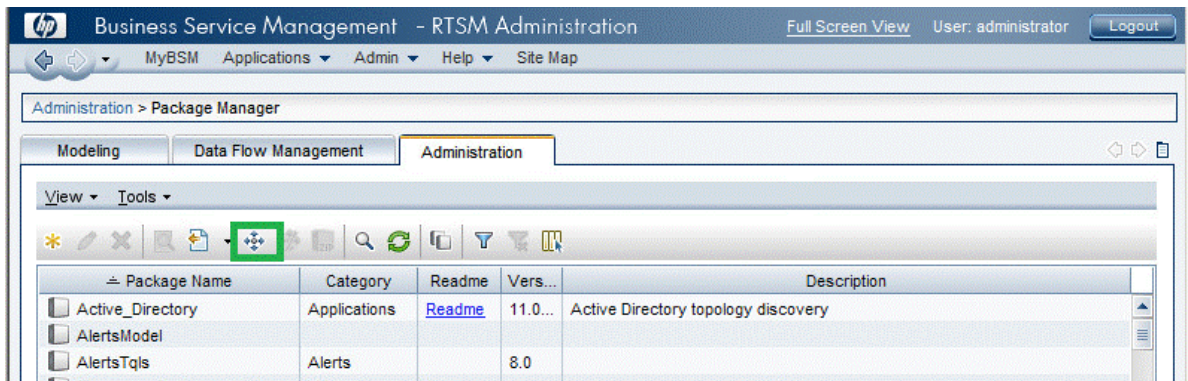 hp Business Service Management - RTSM Administration Full Screen View User: administrator Logout
MyBSM Applications Admin Help Site Map
Administration > Package Manager
Modeling Data Flow Management Administration
View Tools
Package Name Category Readme Vers... Description
Active_Directory Applications Readme 11.0... Active Directory topology discovery
AlertsModel
AlertsTqls Alerts 8.0